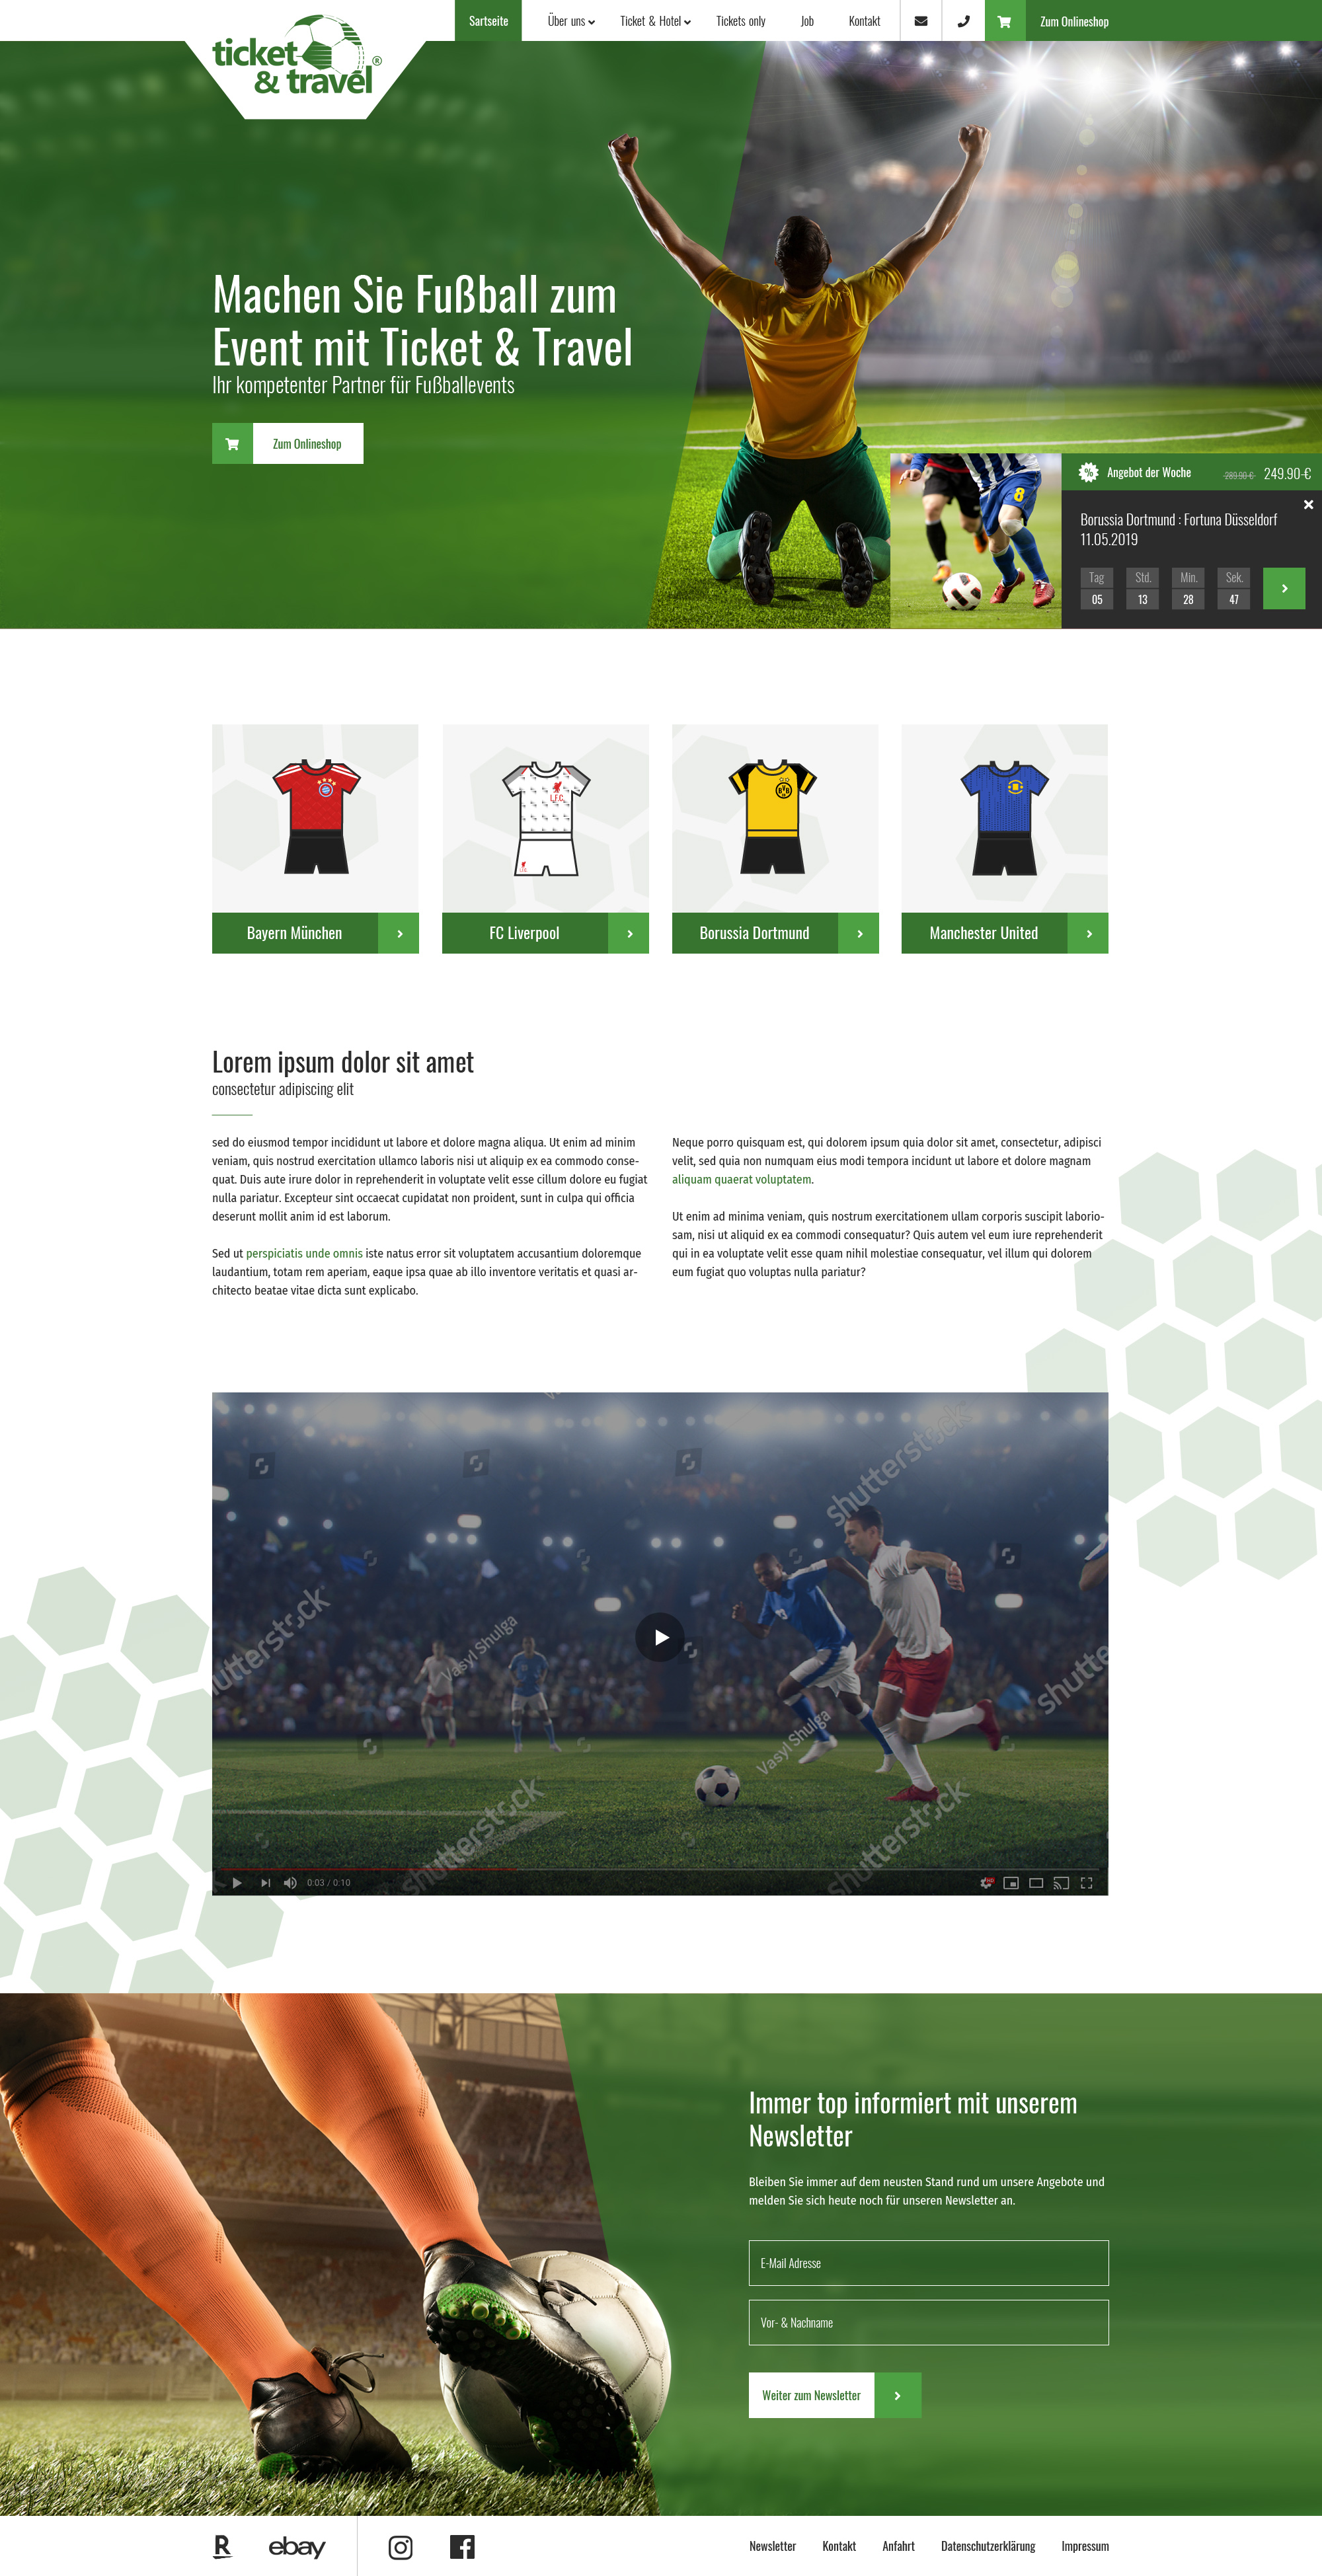 Sartseite
Über uns
Ticket & Hotel
Tickets only
Job
Kontakt
Zum Onlineshop
ticket
& travel®
Machen Sie Fußball zum
Event mit Ticket & Travel
Ihr kompetenter Partner für Fußballevents
Zum Onlineshop
8
%
Angebot der Woche
289.90 €
249.90 €
Borussia Dortmund : Fortuna Düsseldorf
11.05.2019
Tag
Std.
Min.
Sek.
05
13
28
47
L.F.C.
BVB
Bayern München
FC Liverpool
Borussia Dortmund
Manchester United
Lorem ipsum dolor sit amet
consectetur adipiscing elit
sed do eiusmod tempor incididunt ut labore et dolore magna aliqua. Ut enim ad minim
veniam, quis nostrud exercitation ullamco laboris nisi ut aliquip ex ea commodo conse-
quat. Duis aute irure dolor in reprehenderit in voluptate velit esse cillum dolore eu fugiat
nulla pariatur. Excepteur sint occaecat cupidatat non proident, sunt in culpa qui officia
deserunt mollit anim id est laborum.
Sed ut perspiciatis unde omnis iste natus error sit voluptatem accusantium doloremque
laudantium, totam rem aperiam, eaque ipsa quae ab illo inventore veritatis et quasi ar-
chitecto beatae vitae dicta sunt explicabo.
Neque porro quisquam est, qui dolorem ipsum quia dolor sit amet, consectetur, adipisci
velit, sed quia non numquam eius modi tempora incidunt ut labore et dolore magnam
aliquam quaerat voluptatem.
Ut enim ad minima veniam, quis nostrum exercitationem ullam corporis suscipit laborio-
sam, nisi ut aliquid ex ea commodi consequatur? Quis autem vel eum iure reprehenderit
qui in ea voluptate velit esse quam nihil molestiae consequatur, vel illum qui dolorem
eum fugiat quo voluptas nulla pariatur?
shutterstock
shutterstock
Vasyl Shulga
shutterstock
Vasyl Shulga
shutterstock
shutterstock
0:03 / 0:10
HD
Immer top informiert mit unserem
Newsletter
Bleiben Sie immer auf dem neusten Stand rund um unsere Angebote und
melden Sie sich heute noch für unseren Newsletter an.
E-Mail Adresse
Vor- & Nachname
Weiter zum Newsletter
R
ebay
Newsletter
Kontakt
Anfahrt
Datenschutzerklärung
Impressum